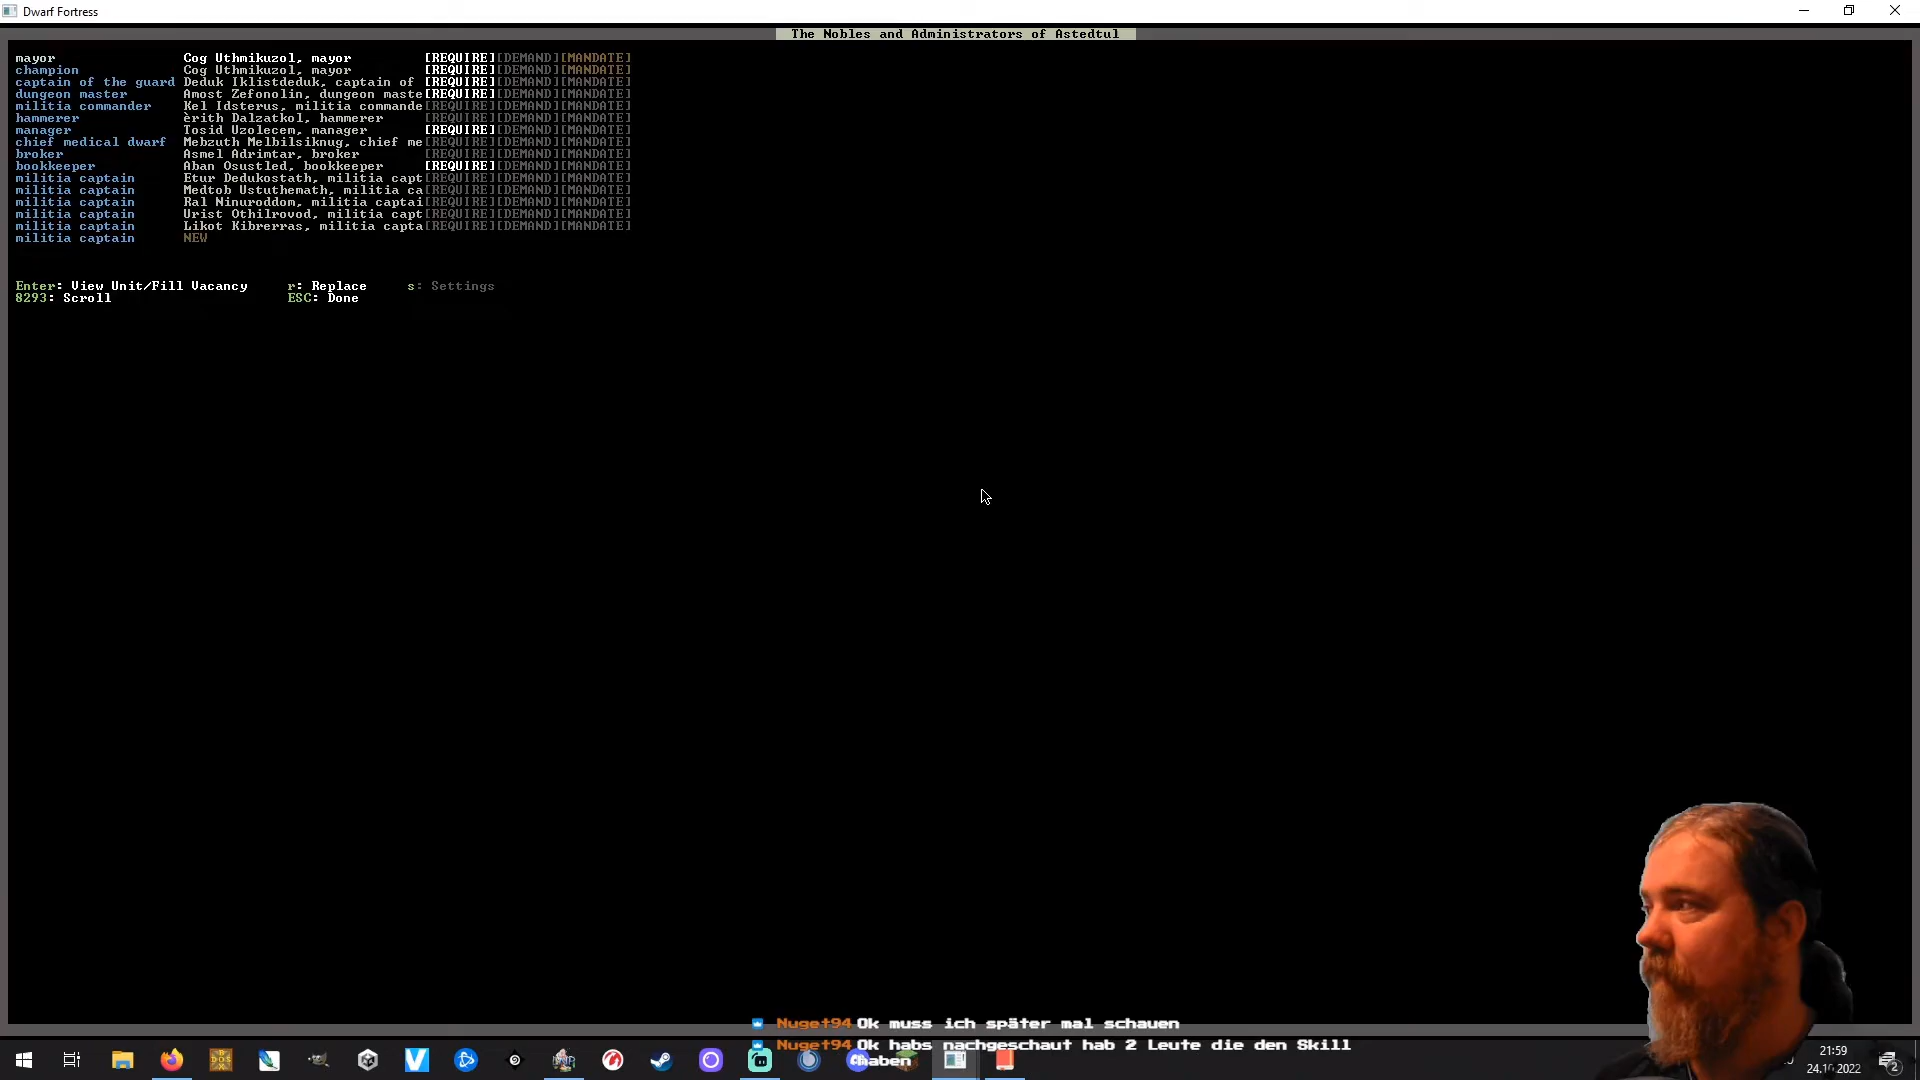 Dwarf Fortress
The Nobles and Administrators of Astedtul
mayor Cog Uthmikuzol, mayor [REQUIRE][DEMAND][MANDATE]
champion Cog Uthmikuzol, mayor [REQUIRE][DEMAND][MANDATE]
captain of the guard Deduk Iklistdeduk, captain of [REQUIRE][DEMAND][MANDATE]
dungeon master Amost Zefonolin, dungeon maste[REQUIRE][DEMAND][MANDATE]
militia commander Kel Idsterus, militia commande[REQUIRE][DEMAND][MANDATE]
hammerer èrith Dalzatkol, hammerer [REQUIRE][DEMAND][MANDATE]
manager Tosid Uzolecem, manager [REQUIRE][DEMAND][MANDATE]
chief medical dwarf Mebzuth Melbilsiknug, chief me[REQUIRE][DEMAND][MANDATE]
broker Asmel Adrimtar, broker [REQUIRE][DEMAND][MANDATE]
bookkeeper Aban Osustled, bookkeeper [REQUIRE][DEMAND][MANDATE]
militia captain Etur Dedukostath, militia capt[REQUIRE][DEMAND][MANDATE]
militia captain Medtob Ustuthemath, militia ca[REQUIRE][DEMAND][MANDATE]
militia captain Ral Ninuroddom, militia captai[REQUIRE][DEMAND][MANDATE]
militia captain Urist Othilrovod, militia capt[REQUIRE][DEMAND][MANDATE]
militia captain Likot Kibrerras, militia capta[REQUIRE][DEMAND][MANDATE]
militia captain NEW
Enter: View Unit/Fill Vacancy r: Replace s: Settings
8293: Scroll ESC: Done
Nuget94 Ok muss ich später mal schauen
Nuget94 Ok habs nachgeschaut hab 2 Leute die den Skill
haben
21:59
24.10.2022
2